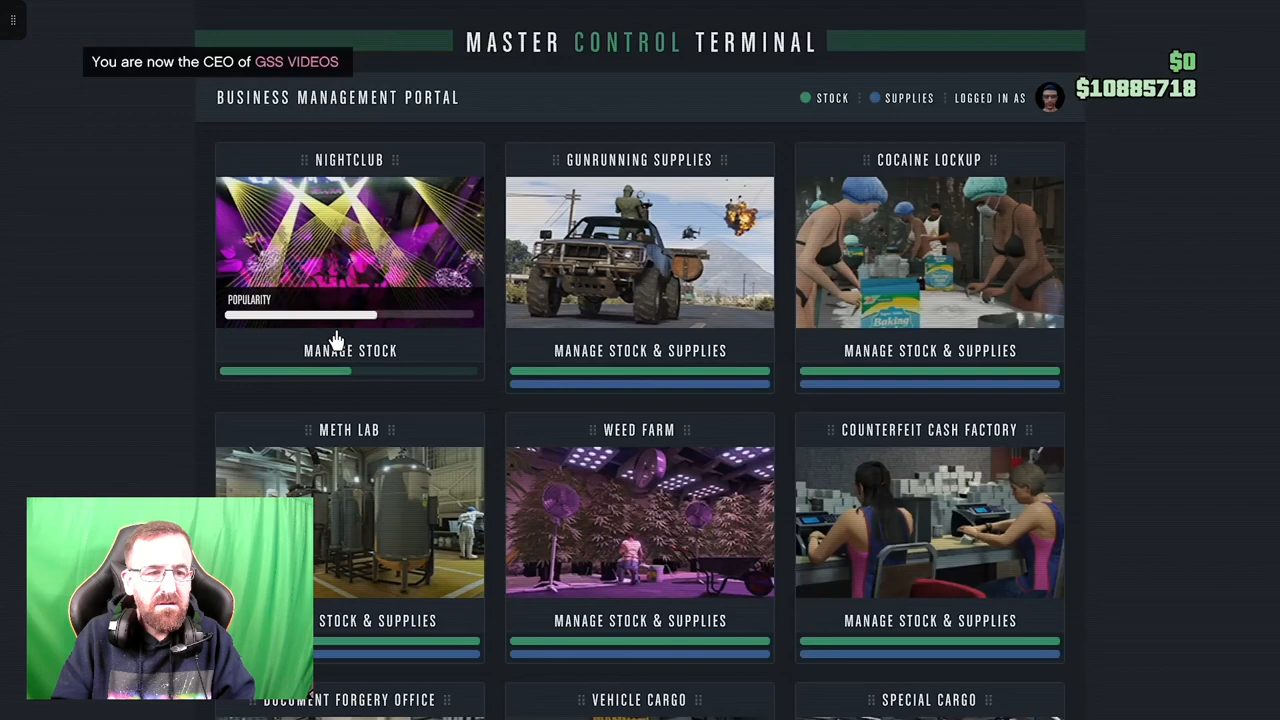 MASTER CONTROL TERMINAL
You are now the CEO of GSS VIDEOS
$0
$10885718
BUSINESS MANAGEMENT PORTAL
STOCK
SUPPLIES
LOGGED IN AS
NIGHTCLUB
GUNRUNNING SUPPLIES
COCAINE LOCKUP
POPULARITY
Baking
MANAGE STOCK
MANAGE STOCK & SUPPLIES
MANAGE STOCK & SUPPLIES
METH LAB
WEED FARM
COUNTERFEIT CASH FACTORY
STOCK & SUPPLIES
MANAGE STOCK & SUPPLIES
MANAGE STOCK & SUPPLIES
DOCUMENT FORGERY OFFICE
VEHICLE CARGO
SPECIAL CARGO